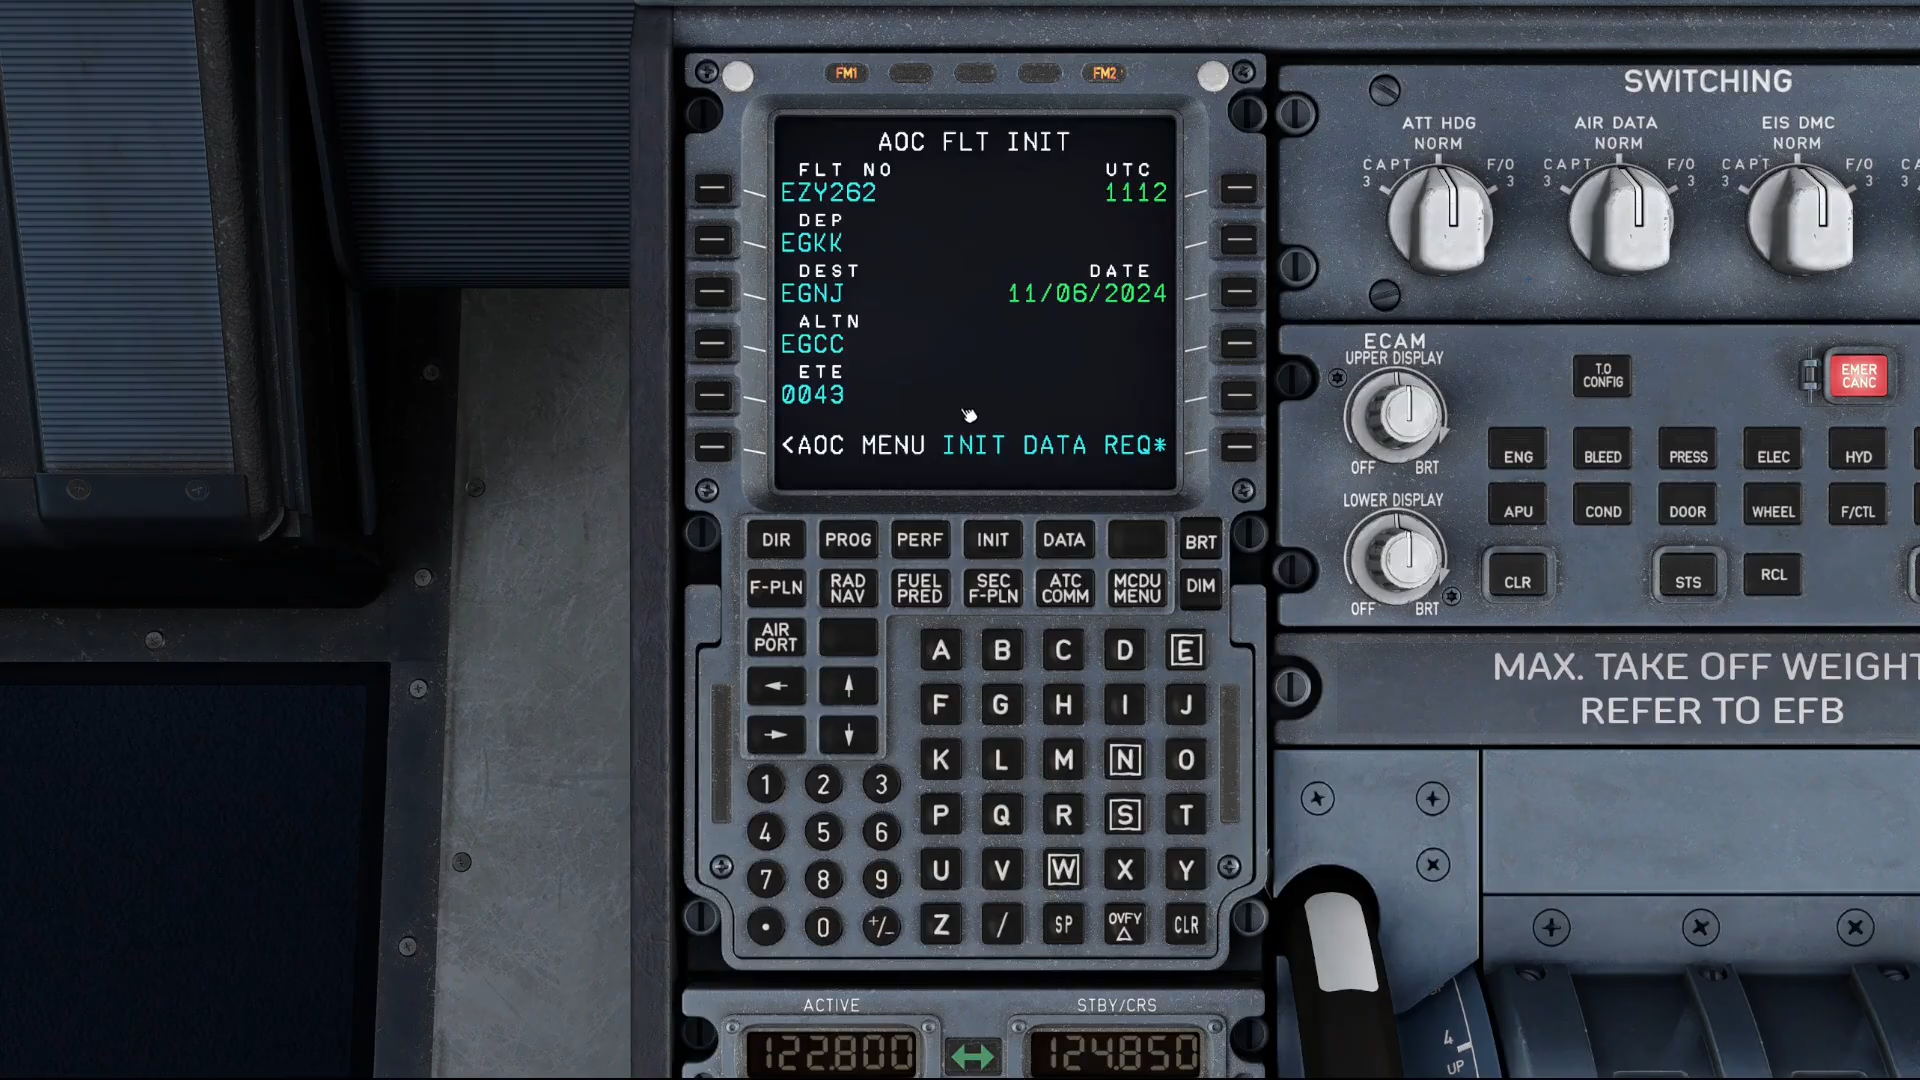 FM1 FM2
AOC FLT INIT
FLT NO UTC
EZY262 1112
DEP
EGKK
DEST DATE
EGNJ 11/06/2024
ALTN
EGCC
ETE
0043
<AOC MENU INIT DATA REQ*
DIR PROG PERF INIT DATA BRT
F-PLN RAD NAV FUEL PRED SEC F-PLN ATC COMM MCDU MENU DIM
AIR PORT
← ↑
→ ↓
A B C D E
F G H I J
K L M N O
P Q R S T
U V W X Y
Z / SP OVFY △ CLR
1 2 3
4 5 6
7 8 9
. 0 +/-
ACTIVE STBY/CRS
122.800 124.850
SWITCHING
ATT HDG AIR DATA EIS DMC
NORM NORM NORM
CAPT F/O CAPT F/O CAPT F/O
3 3 3 3 3 3
ECAM
UPPER DISPLAY
OFF BRT
T.O CONFIG
EMER CANC
LOWER DISPLAY
OFF BRT
ENG BLEED PRESS ELEC HYD
APU COND DOOR WHEEL F/CTL
CLR STS RCL
MAX. TAKE OFF WEIGHT
REFER TO EFB
4
UP